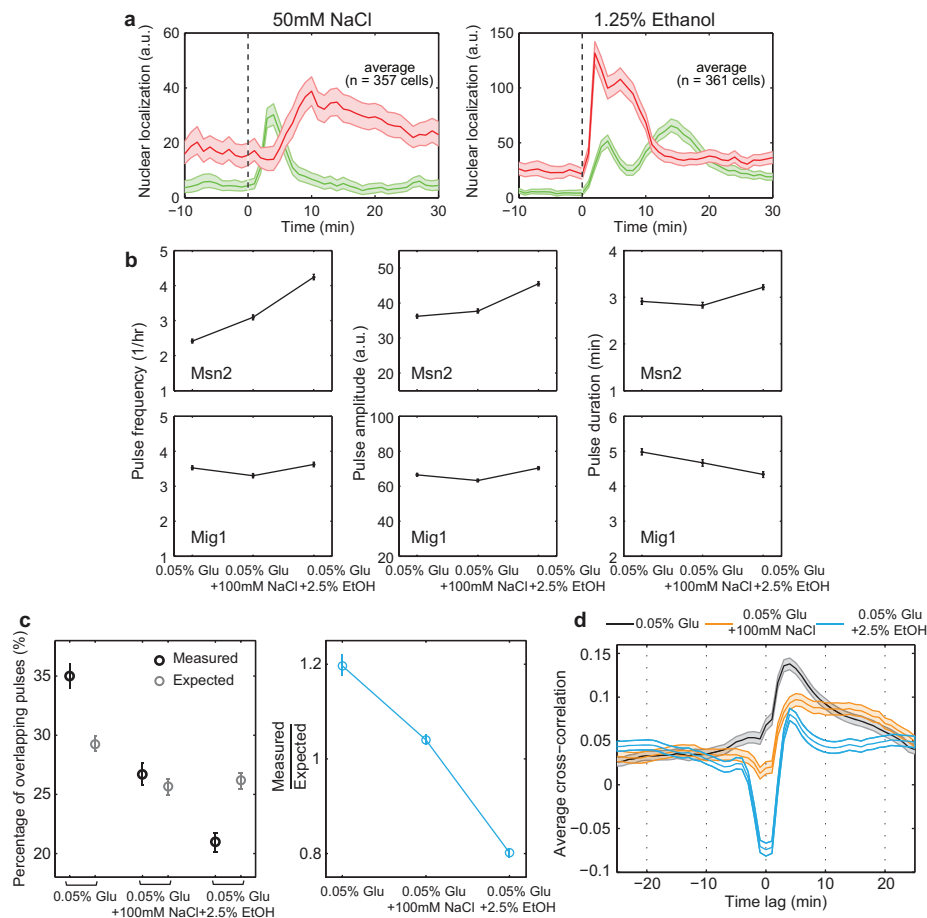 a
50mM NaCl
1.25% Ethanol
Nuclear localization (a.u.)
60
40
20
0
average
(n = 357 cells)
−10
0
10
20
30
Time (min)
Nuclear localization (a.u.)
150
100
50
0
average
(n = 361 cells)
−10
0
10
20
30
Time (min)
b
Pulse frequency (1/hr)
5
4
3
2
1
Msn2
5
4
3
2
1
Mig1
Pulse amplitude (a.u.)
50
40
30
20
Msn2
100
80
60
40
20
Mig1
Pulse duration (min)
4
3
2
1
Msn2
6
5
4
3
2
1
Mig1
0.05% Glu
0.05% Glu
+100mM NaCl
0.05% Glu
+2.5% EtOH
0.05% Glu
0.05% Glu
+100mM NaCl
0.05% Glu
+2.5% EtOH
0.05% Glu
0.05% Glu
+100mM NaCl
0.05% Glu
+2.5% EtOH
c
Percentage of overlapping pulses (%)
35
30
25
20
Measured
Expected
0.05% Glu
0.05% Glu
+100mM NaCl
0.05% Glu
+2.5% EtOH
Measured
Expected
1.2
1
0.8
0.05% Glu
0.05% Glu
+100mM NaCl
0.05% Glu
+2.5% EtOH
d
0.05% Glu
0.05% Glu
+100mM NaCl
0.05% Glu
+2.5% EtOH
Average cross−correlation
0.15
0.1
0.05
0
−0.05
−0.1
−20
−10
0
10
20
Time lag (min)